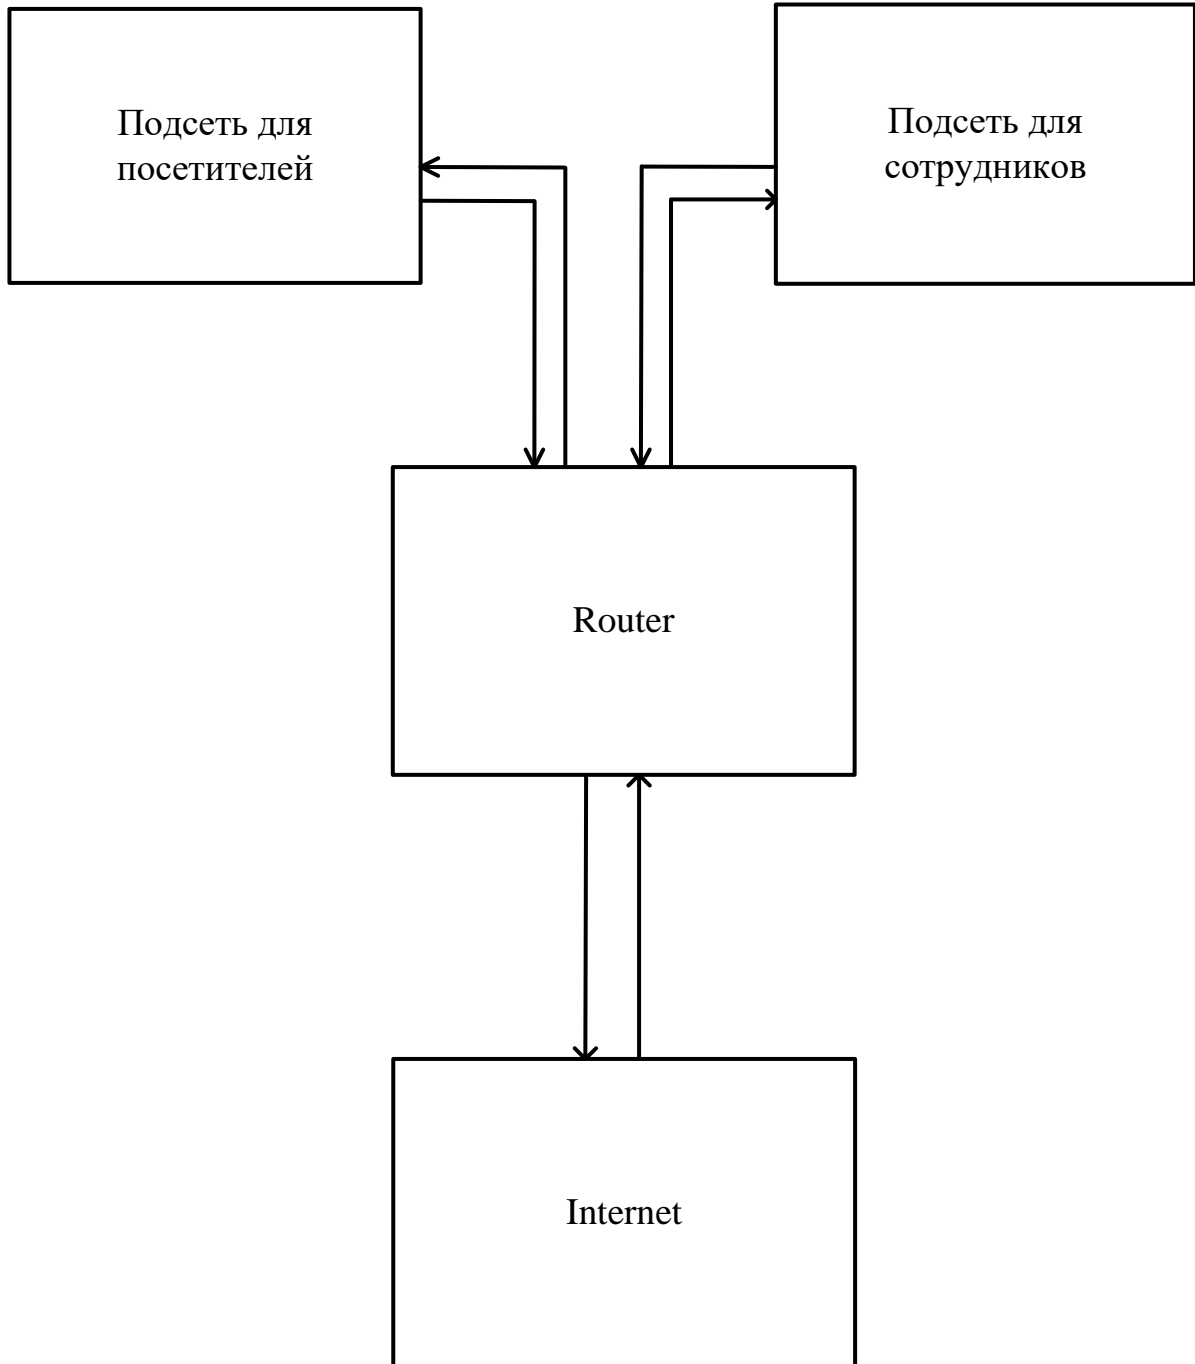 Подсеть для
посетителей
Подсеть для
сотрудников
Router
Internet